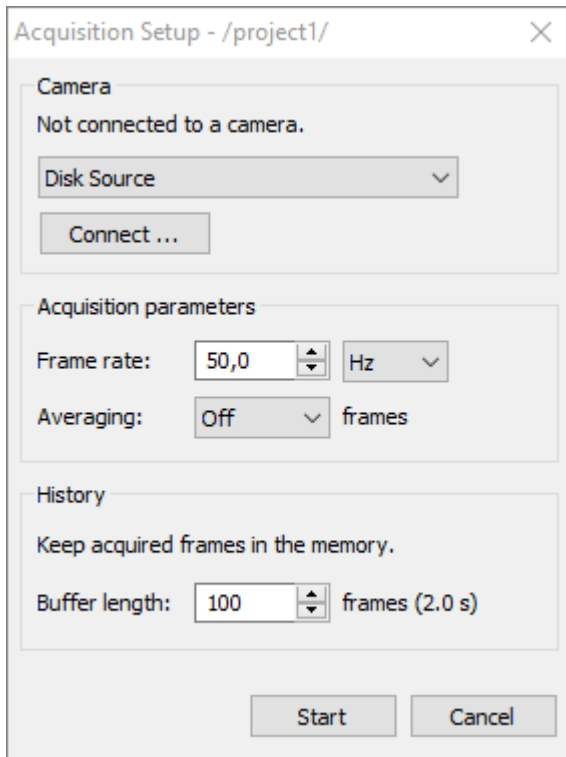 Acquisition Setup - /project1/
Camera
Not connected to a camera.
Disk Source
Connect ...
Acquisition parameters
Frame rate: 50,0 Hz
Averaging: Off frames
History
Keep acquired frames in the memory.
Buffer length: 100 frames (2.0 s)
Start Cancel